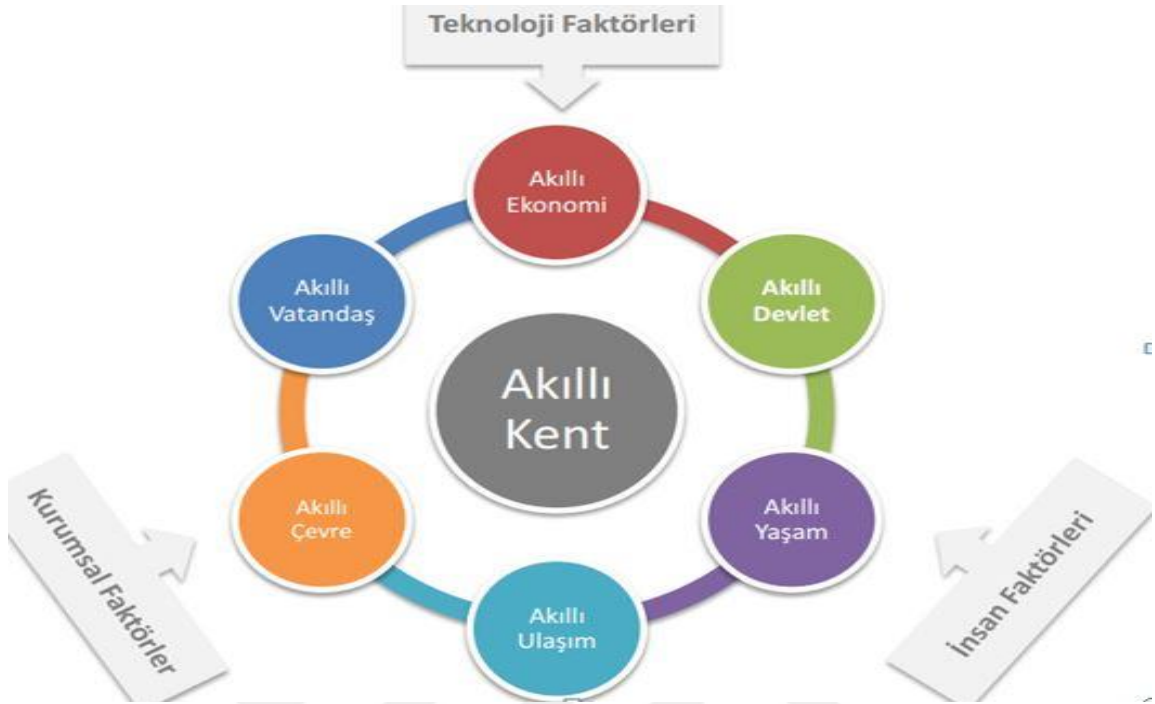 Teknoloji Faktörleri
Akıllı
Ekonomi
Akıllı
Vatandaş
Akıllı
Devlet
Akıllı
Kent
Akıllı
Çevre
Akıllı
Yaşam
Akıllı
Ulaşım
Kurumsal Faktörler
İnsan Faktörleri